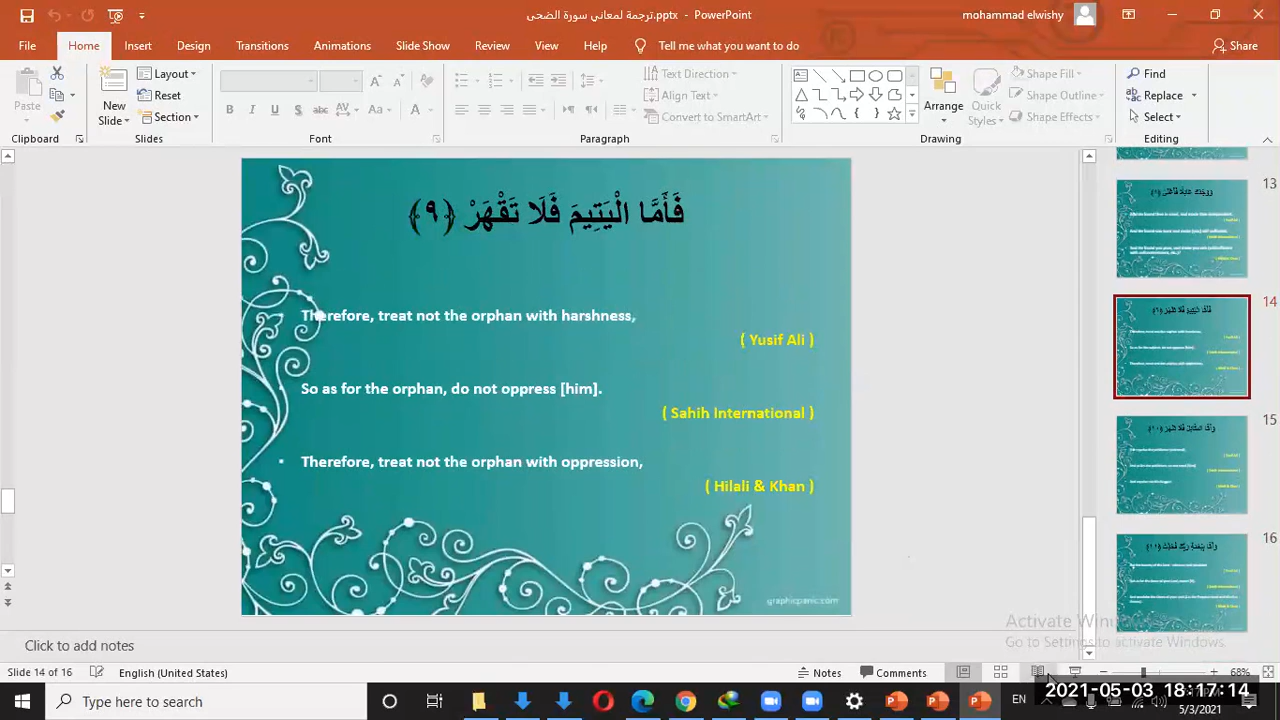 ترجمة لمعاني سورة الضحى.pptx - PowerPoint
mohammad elwishy
File Home Insert Design Transitions Animations Slide Show Review View Help Tell me what you want to do Share
Paste
Clipboard
New Slide
Layout
Reset
Section
Slides
B I U S abc AV Aa
Font
Text Direction
Align Text
Convert to SmartArt
Paragraph
Arrange
Quick Styles
Shape Fill
Shape Outline
Shape Effects
Drawing
Find
Replace
Select
Editing
فَأَمَّا الْيَتِيمَ فَلَا تَقْهَرْ ﴿٩﴾
Therefore, treat not the orphan with harshness,
( Yusif Ali )
So as for the orphan, do not oppress [him].
( Sahih International )
▪ Therefore, treat not the orphan with oppression,
( Hilali & Khan )
graphicpanic.com
13
14
15
16
Activate Windows
Go to Settings to activate Windows.
Click to add notes
Slide 14 of 16 English (United States) Notes Comments 68%
Type here to search
ENG
2021-05-03 18:17:14
5/3/2021